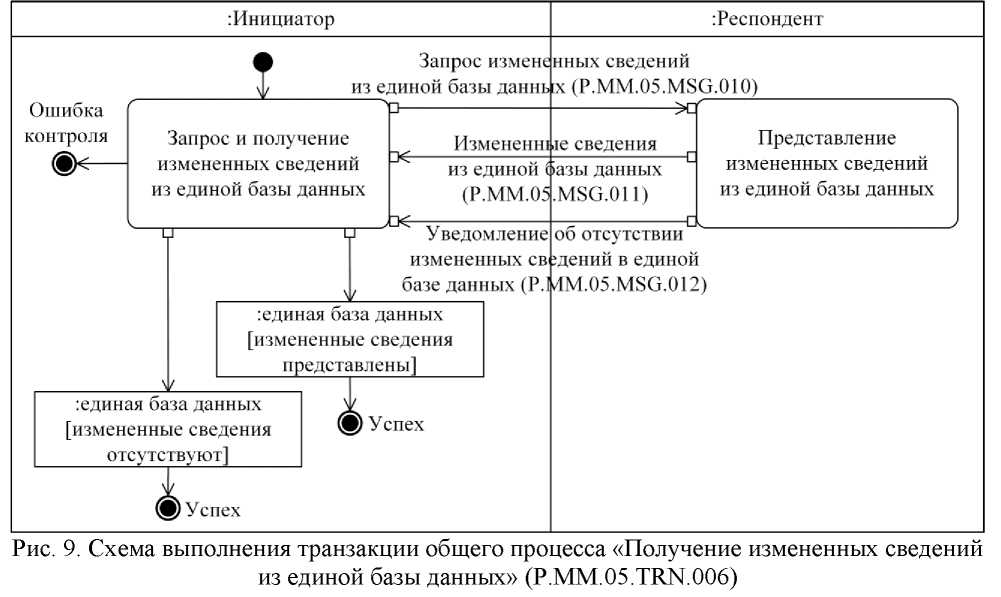 :Инициатор
:Респондент
Запрос измененных сведений
из единой базы данных (P.MM.05.MSG.010)
Ошибка
контроля
Запрос и получение
измененных сведений
из единой базы данных
Измененные сведения
из единой базы данных
(P.MM.05.MSG.011)
Представление
измененных сведений
из единой базы данных
Уведомление об отсутствии
измененных сведений в единой
базе данных (P.MM.05.MSG.012)
:единая база данных
[измененные сведения
представлены]
Успех
:единая база данных
[измененные сведения
отсутствуют]
Успех
Рис. 9. Схема выполнения транзакции общего процесса «Получение измененных сведений
из единой базы данных» (P.MM.05.TRN.006)